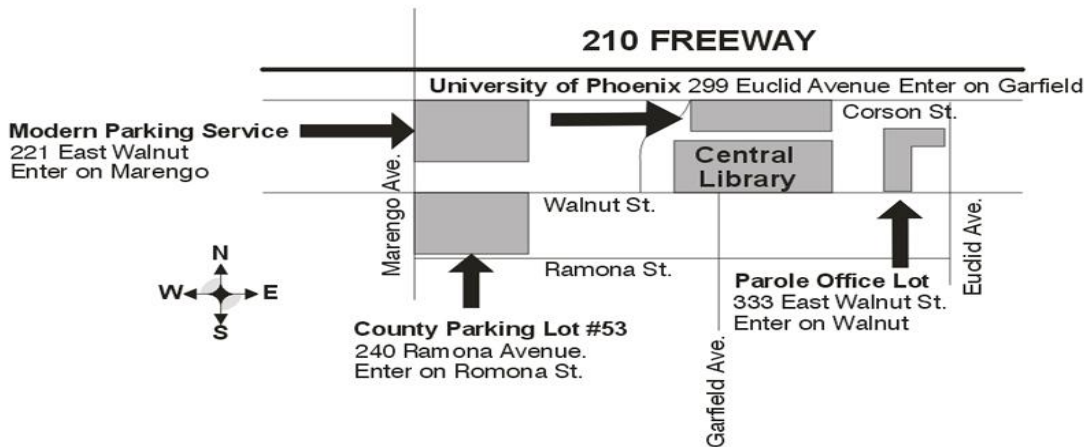 210 FREEWAY
University of Phoenix 299 Euclid Avenue Enter on Garfield
Corson St.
Modern Parking Service
221 East Walnut
Enter on Marengo
Marengo Ave.
Central
Library
Walnut St.
Ramona St.
Euclid Ave.
Parole Office Lot
333 East Walnut St.
Enter on Walnut
N
W
E
S
County Parking Lot #53
240 Ramona Avenue.
Enter on Romona St.
Garfield Ave.